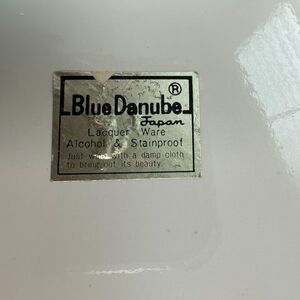 Blue Danube ®
Japan
Lacquer Ware
Alcohol & Stainproof
Just wipe with a damp cloth
to bring out its beauty.